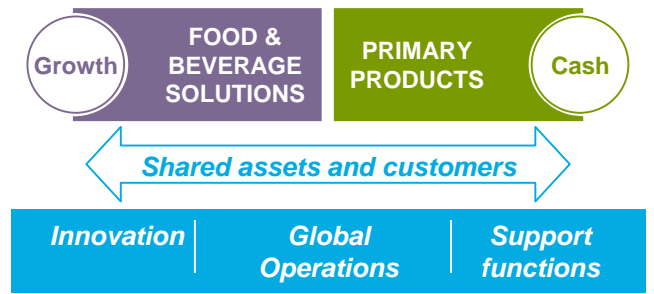 Growth
FOOD &
BEVERAGE
SOLUTIONS
PRIMARY
PRODUCTS
Cash
Shared assets and customers
Innovation
Global
Operations
Support
functions